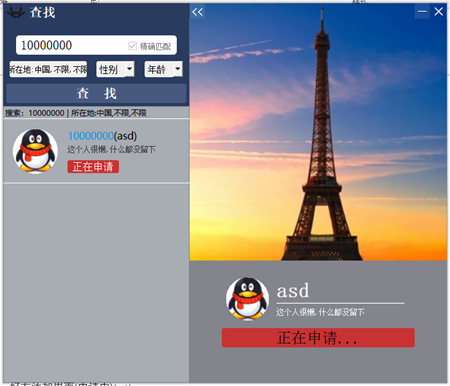 查找
10000000
精确匹配
所在地:中国,不限,不限
性别
年龄
查 找
搜索：10000000 | 所在地:中国,不限,不限
10000000(asd)
这个人很懒, 什么都没留下
正在申请
asd
这个人很懒, 什么都没留下
正在申请...